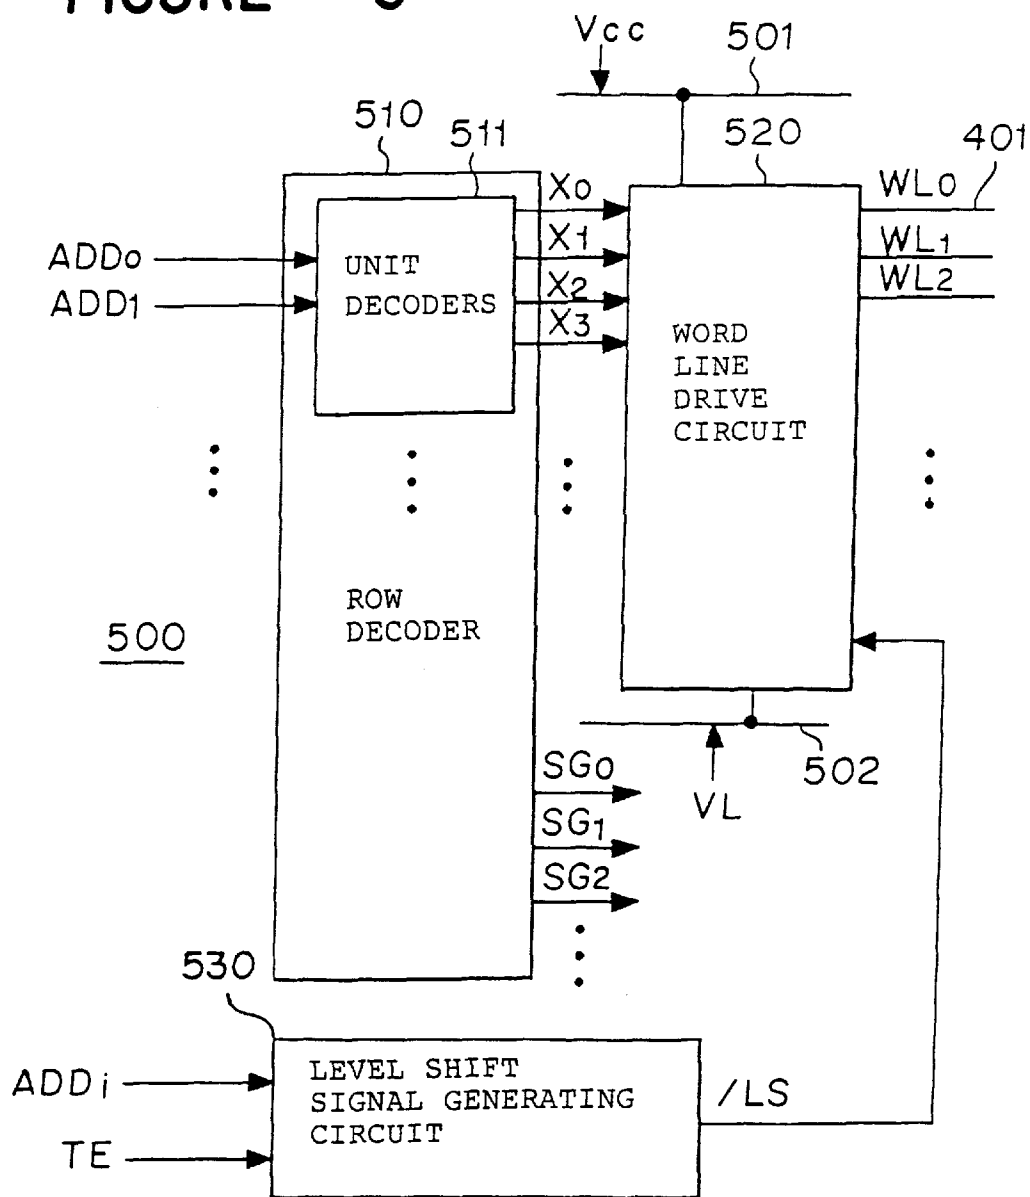 Vcc
501
510
511
520
401
X0
X1
X2
X3
WL0
WL1
WL2
ADD0
ADD1
UNIT
DECODERS
WORD
LINE
DRIVE
CIRCUIT
ROW
DECODER
500
502
VL
SG0
SG1
SG2
530
ADDi
TE
LEVEL SHIFT
SIGNAL GENERATING
CIRCUIT
/LS